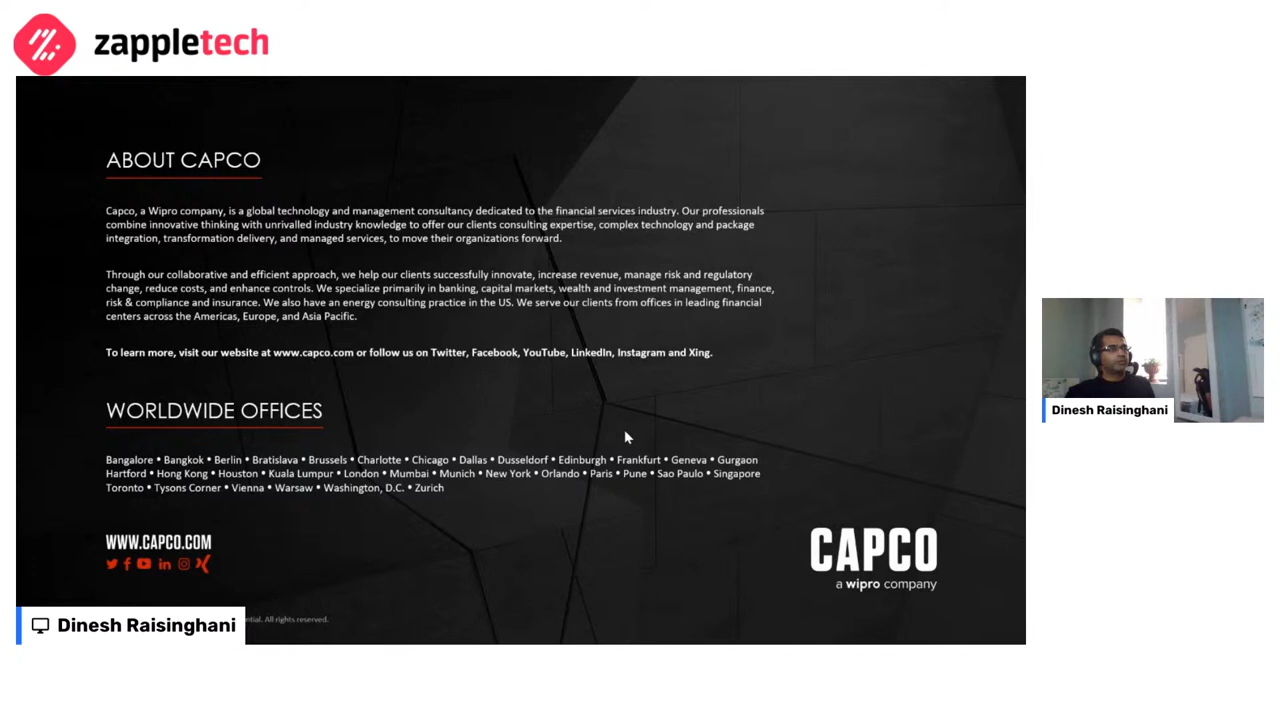 zappletech
ABOUT CAPCO
Capco, a Wipro company, is a global technology and management consultancy dedicated to the financial services industry. Our professionals
combine innovative thinking with unrivalled industry knowledge to offer our clients consulting expertise, complex technology and package
integration, transformation delivery, and managed services, to move their organizations forward.
Through our collaborative and efficient approach, we help our clients successfully innovate, increase revenue, manage risk and regulatory
change, reduce costs, and enhance controls. We specialize primarily in banking, capital markets, wealth and investment management, finance,
risk & compliance and insurance. We also have an energy consulting practice in the US. We serve our clients from offices in leading financial
centers across the Americas, Europe, and Asia Pacific.
To learn more, visit our website at www.capco.com or follow us on Twitter, Facebook, YouTube, LinkedIn, Instagram and Xing.
WORLDWIDE OFFICES
Bangalore • Bangkok • Berlin • Bratislava • Brussels • Charlotte • Chicago • Dallas • Dusseldorf • Edinburgh • Frankfurt • Geneva • Gurgaon
Hartford • Hong Kong • Houston • Kuala Lumpur • London • Mumbai • Munich • New York • Orlando • Paris • Pune • Sao Paulo • Singapore
Toronto • Tysons Corner • Vienna • Warsaw • Washington, D.C. • Zurich
WWW.CAPCO.COM
CAPCO
a wipro company
All rights reserved.
Dinesh Raisinghani
Dinesh Raisinghani